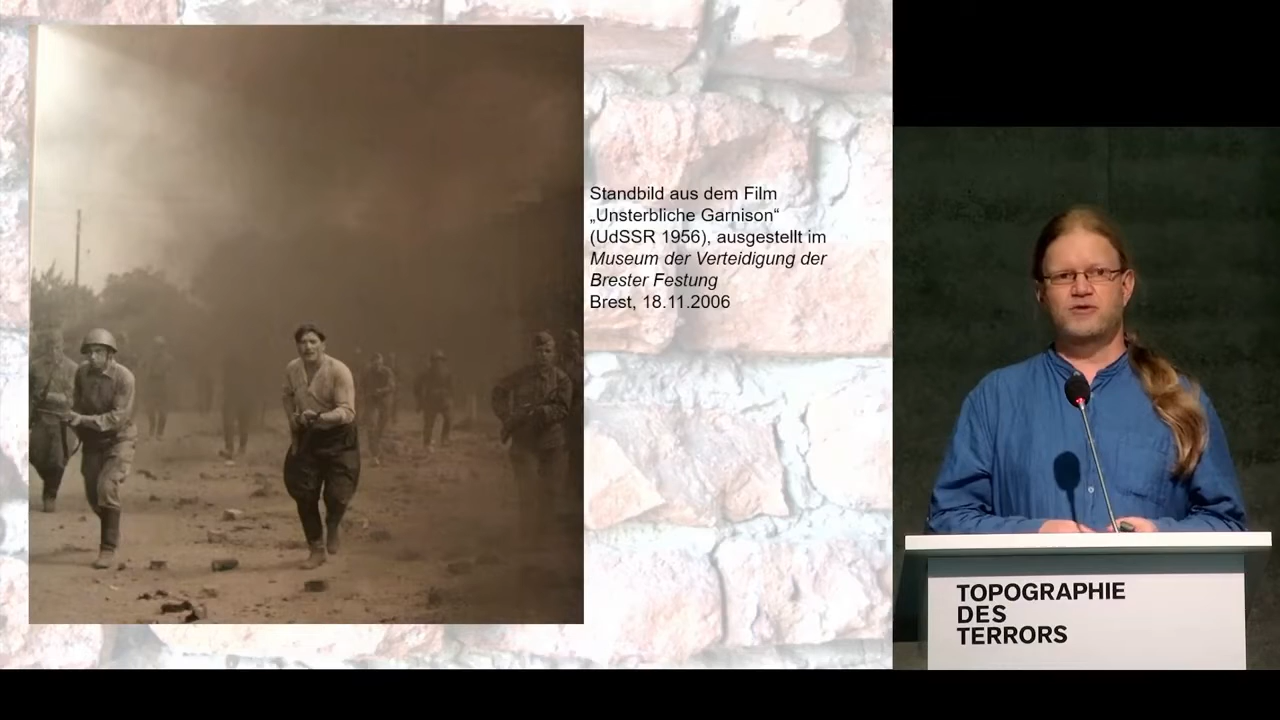 Standbild aus dem Film
„Unsterbliche Garnison“
(UdSSR 1956), ausgestellt im
Museum der Verteidigung der
Brester Festung
Brest, 18.11.2006
TOPOGRAPHIE
DES
TERRORS